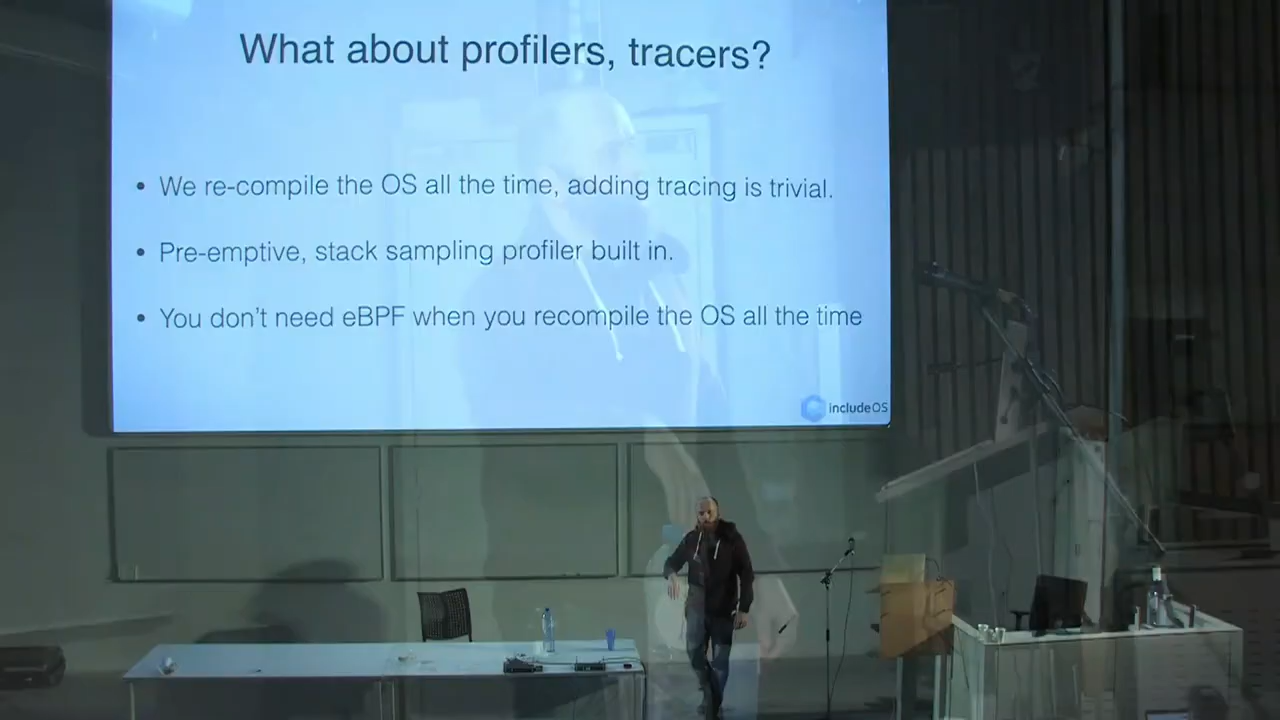 What about profilers, tracers?
• We re-compile the OS all the time, adding tracing is trivial.
• Pre-emptive, stack sampling profiler built in.
• You don't need eBPF when you recompile the OS all the time
includeOS